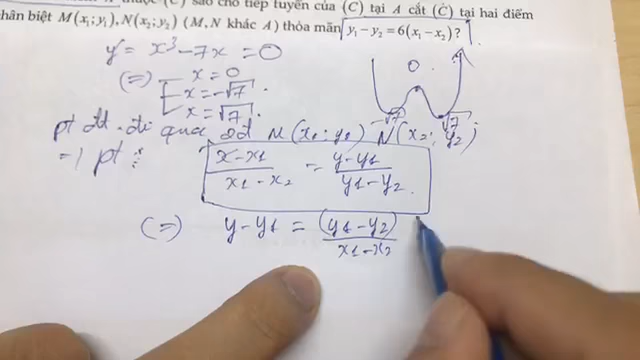 thuộc (C) sao cho tiếp tuyến của (C) tại A cắt (C) tại hai điểm
phân biệt M(x₁;y₁), N(x₂;y₂) (M, N khác A) thỏa mãn y₁−y₂=6(x₁−x₂)?
y' = x³−7x = 0
(=) x=0
x=−√7
x=√7
0
−√7 √7
pt đt đi qua M(x₁; y₁) N(x₂; y₂)
=) pt :
x−x1 / x1−x2 = y−y1 / y1−y2
(=) y−y1 = (y1−y2) / x1−x2